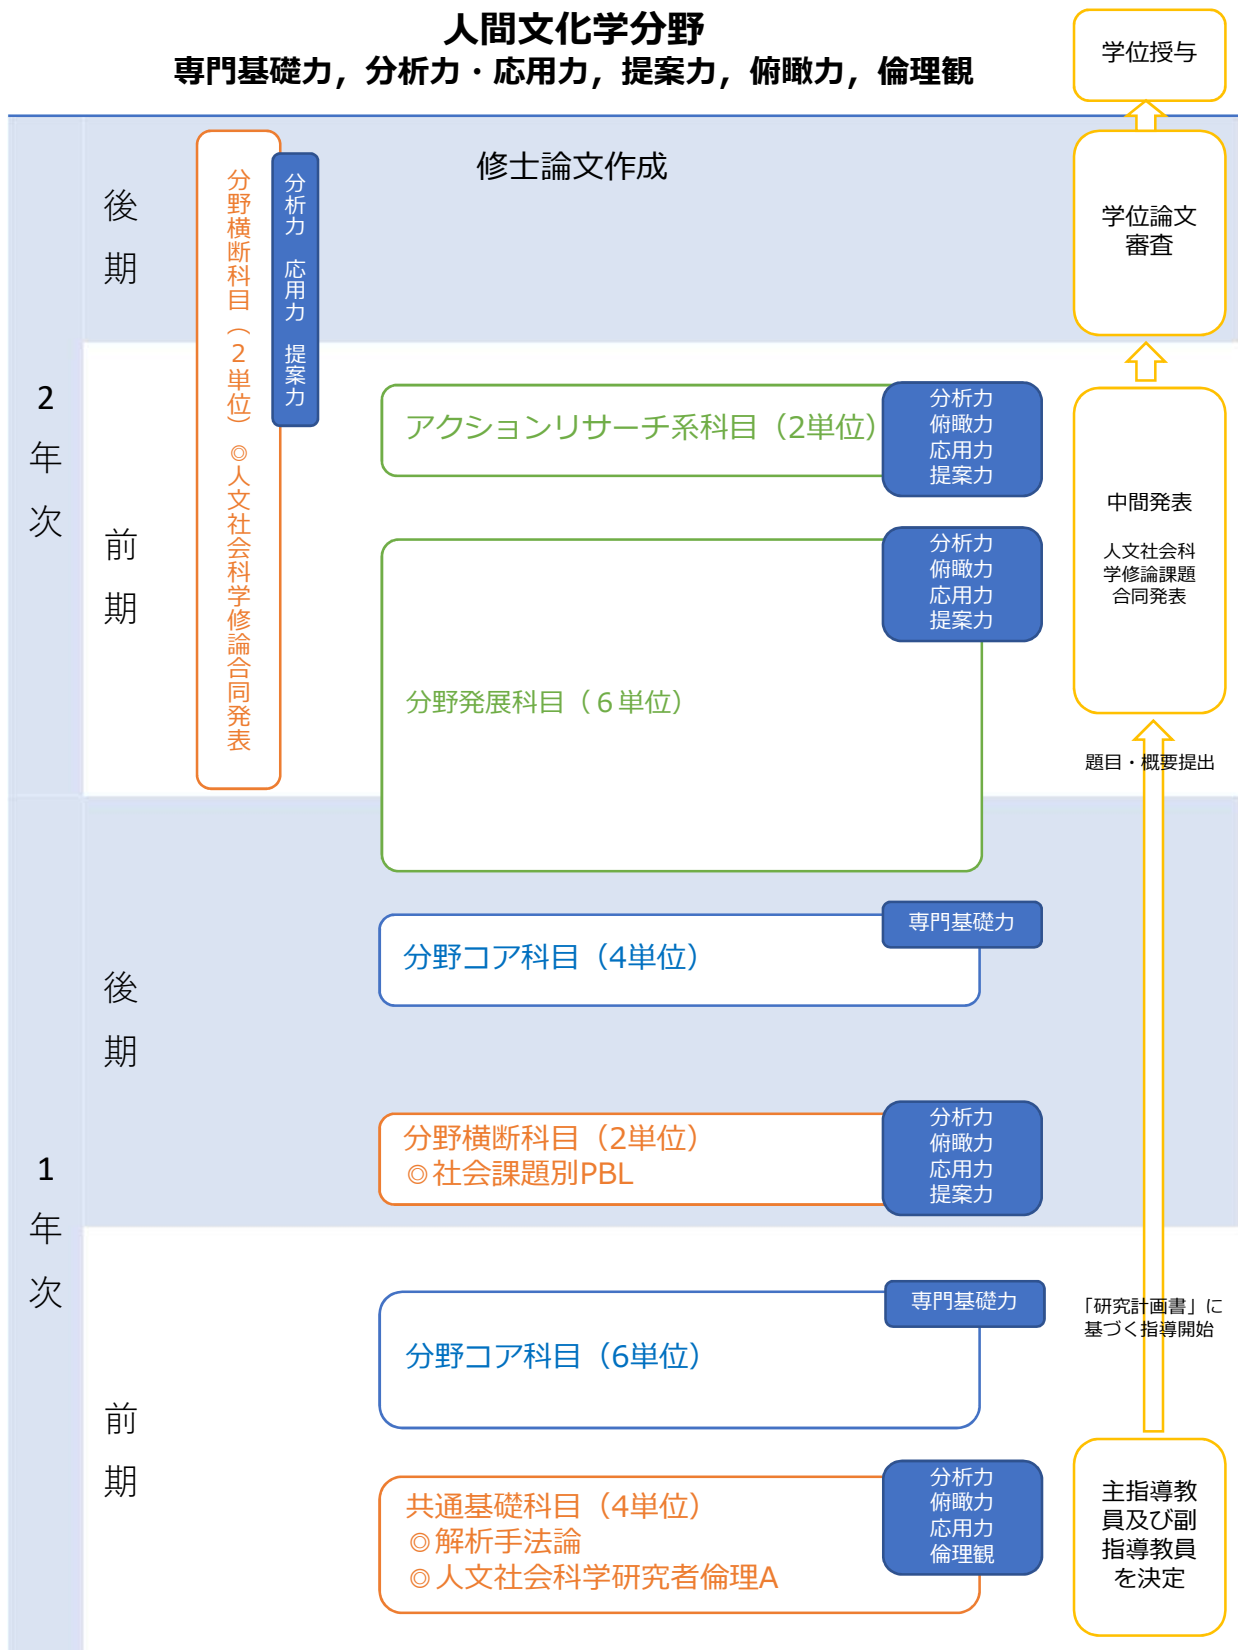 人間文化学分野
専門基礎力，分析力・応用力，提案力，俯瞰力，倫理観
学位授与
2年次
後期
分野横断科目（２単位）◎人文社会科学修論合同発表
分析力　応用力　提案力
修士論文作成
学位論文
審査
前期
アクションリサーチ系科目（2単位）
分析力
俯瞰力
応用力
提案力
中間発表
人文社会科
学修論課題
合同発表
分野発展科目（６単位）
分析力
俯瞰力
応用力
提案力
題目・概要提出
1年次
後期
分野コア科目（4単位）
専門基礎力
分野横断科目（2単位）
◎社会課題別PBL
分析力
俯瞰力
応用力
提案力
前期
分野コア科目（6単位）
専門基礎力
「研究計画書」に
基づく指導開始
共通基礎科目（4単位）
◎解析手法論
◎人文社会科学研究者倫理A
分析力
俯瞰力
応用力
倫理観
主指導教
員及び副
指導教員
を決定